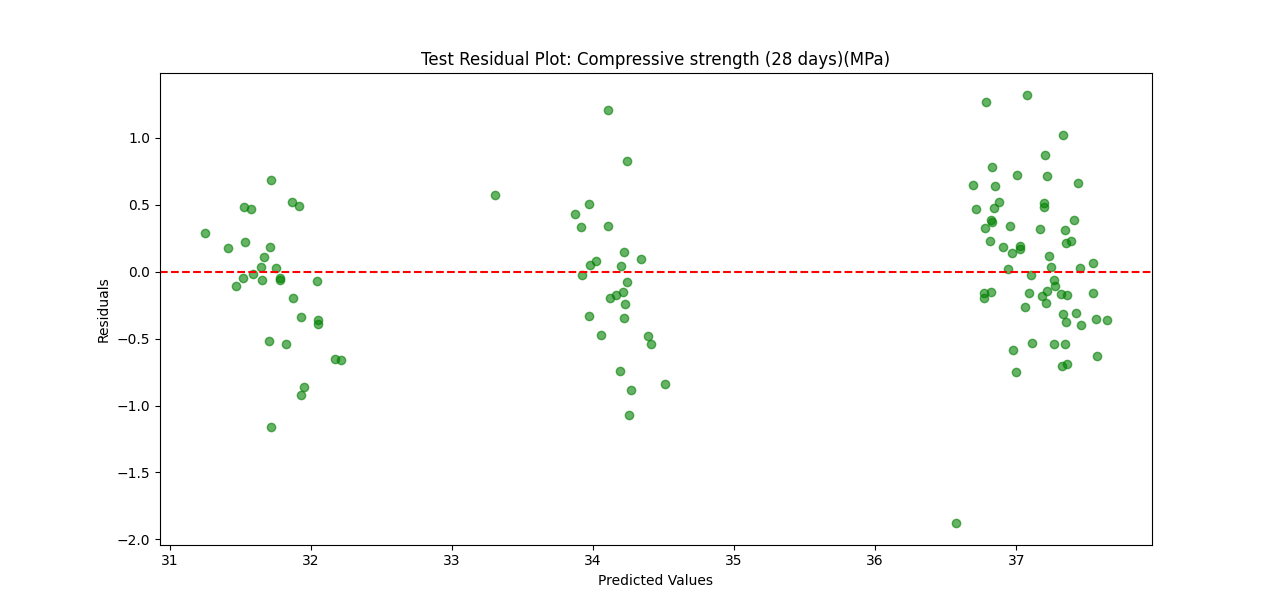 Test Residual Plot: Compressive strength (28 days)(MPa)
1.0
0.5
0.0
−0.5
−1.0
−1.5
−2.0
Residuals
31 32 33 34 35 36 37
Predicted Values